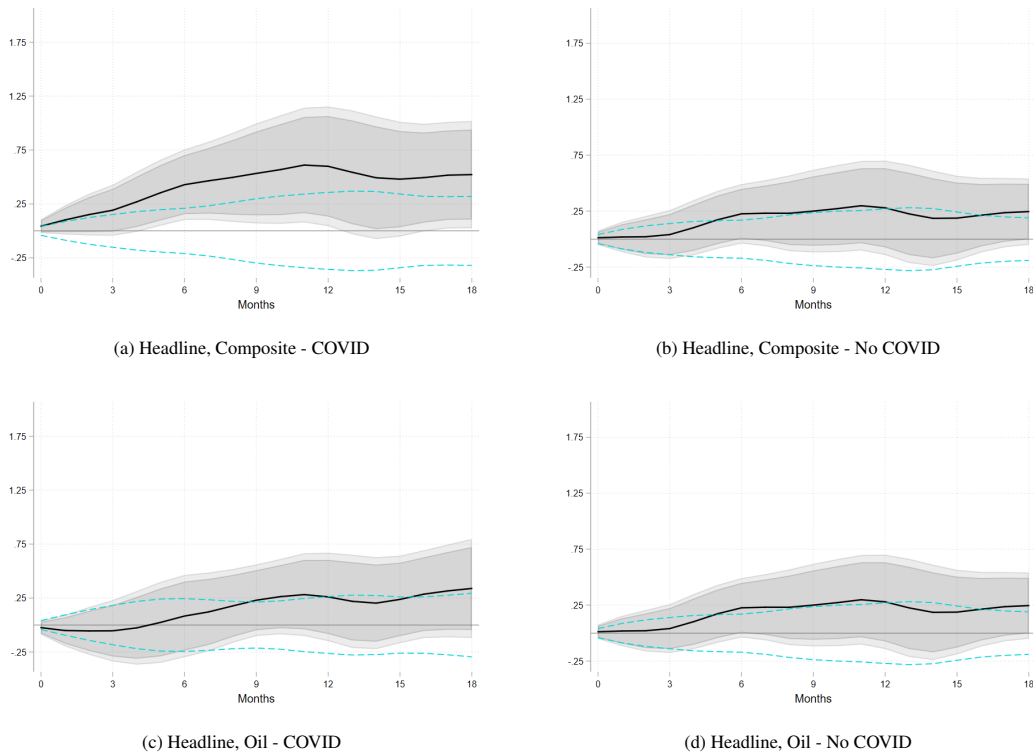 1.75
1.25
.75
.25
-.25
0 3 6 9 12 15 18
Months
(a) Headline, Composite - COVID
1.75
1.25
.75
.25
-.25
0 3 6 9 12 15 18
Months
(b) Headline, Composite - No COVID
1.75
1.25
.75
.25
-.25
0 3 6 9 12 15 18
Months
(c) Headline, Oil - COVID
1.75
1.25
.75
.25
-.25
0 3 6 9 12 15 18
Months
(d) Headline, Oil - No COVID